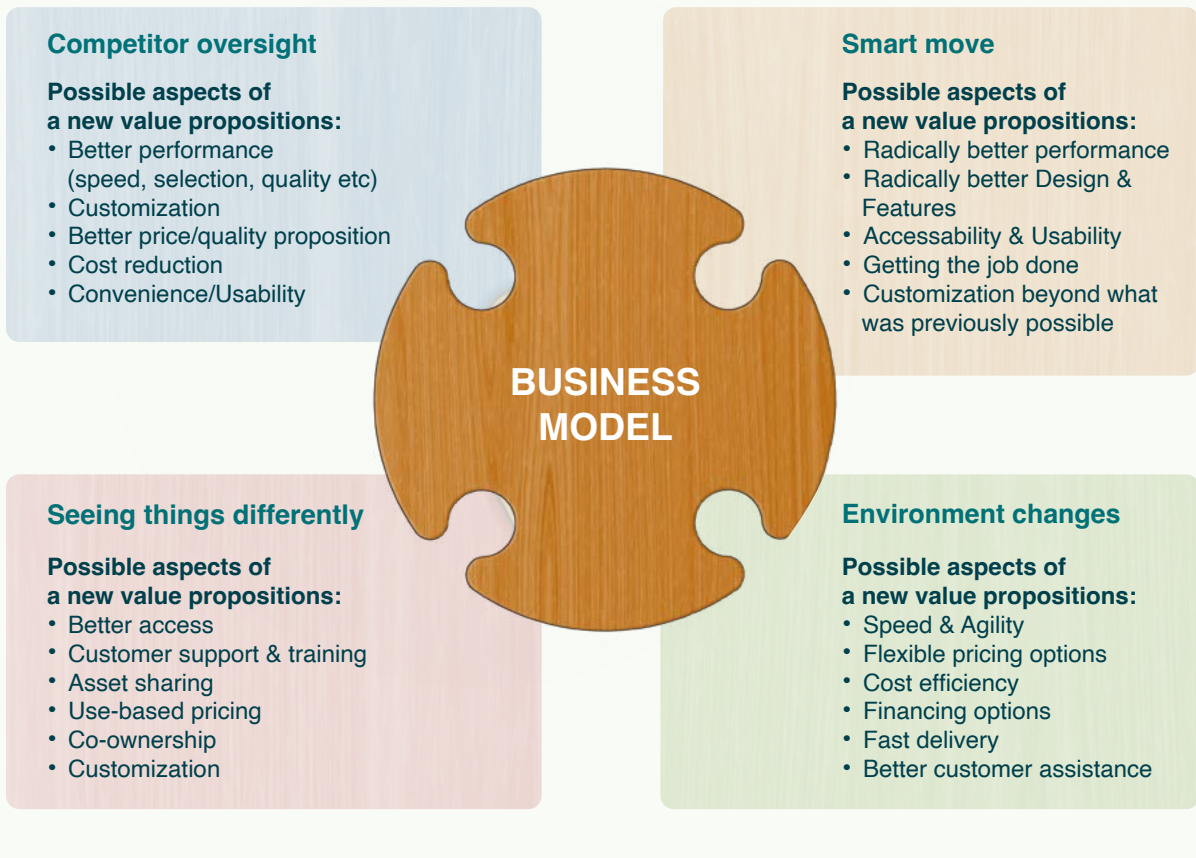 Competitor oversight
Possible aspects of
a new value propositions:
• Better performance
(speed, selection, quality etc)
• Customization
• Better price/quality proposition
• Cost reduction
• Convenience/Usability
Smart move
Possible aspects of
a new value propositions:
• Radically better performance
• Radically better Design &
Features
• Accessability & Usability
• Getting the job done
• Customization beyond what
was previously possible
BUSINESS
MODEL
Seeing things differently
Possible aspects of
a new value propositions:
• Better access
• Customer support & training
• Asset sharing
• Use-based pricing
• Co-ownership
• Customization
Environment changes
Possible aspects of
a new value propositions:
• Speed & Agility
• Flexible pricing options
• Cost efficiency
• Financing options
• Fast delivery
• Better customer assistance